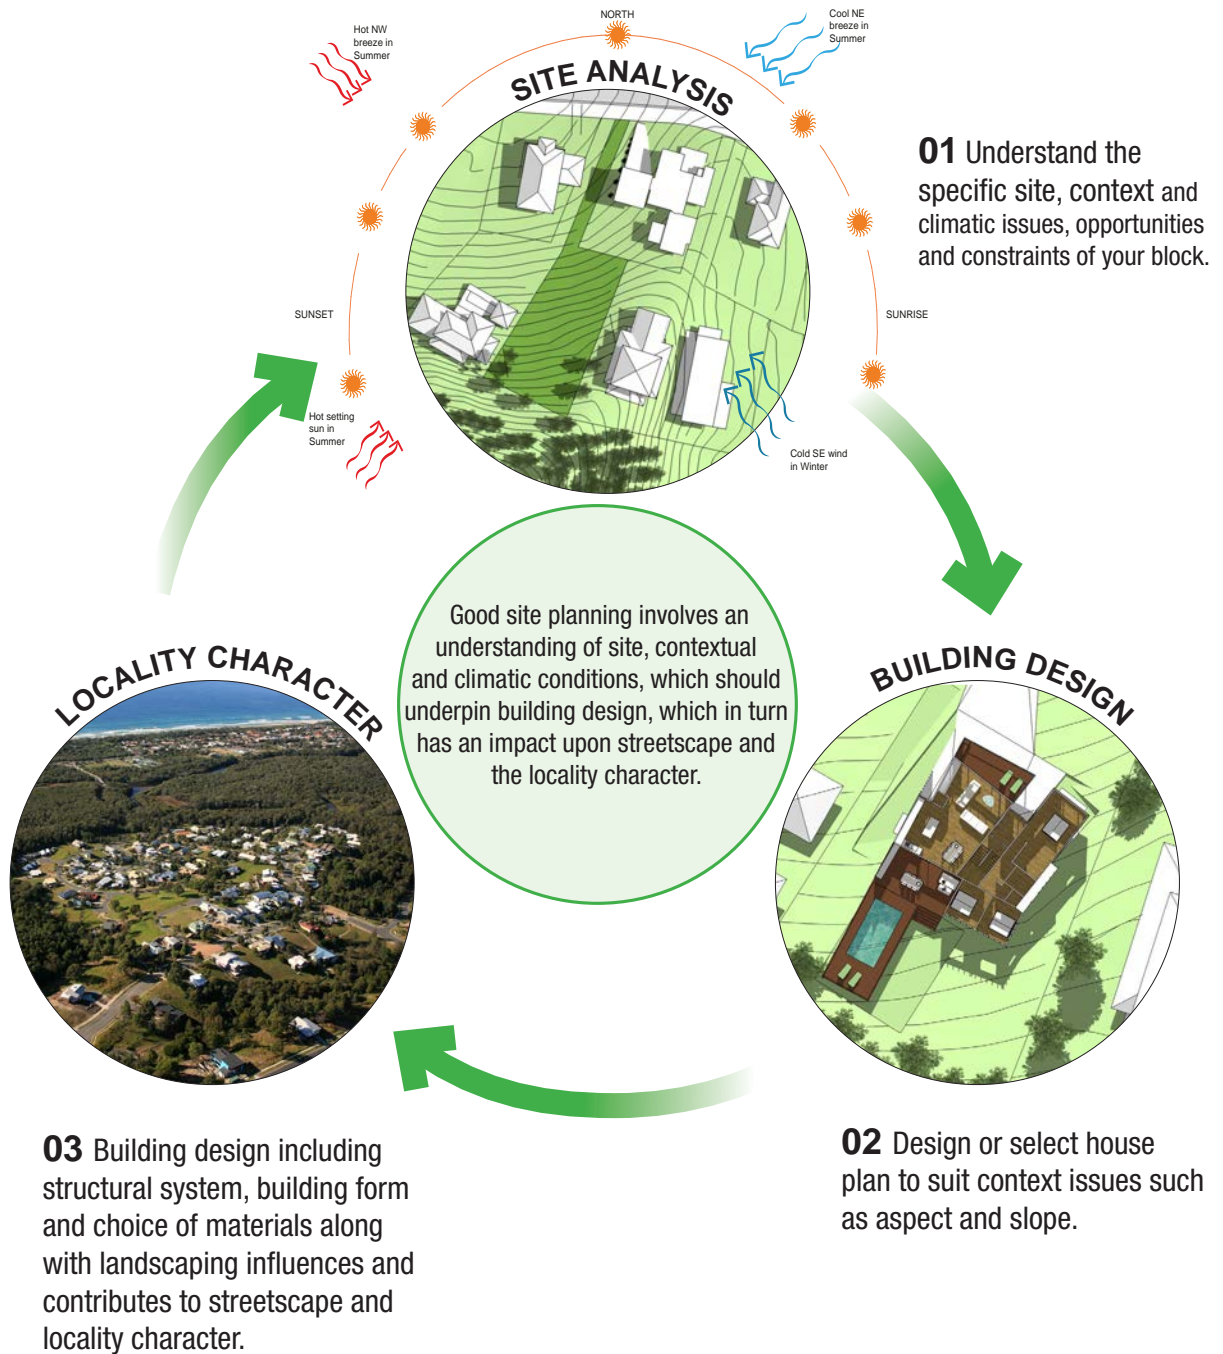 NORTH
Hot NW
breeze in
Summer
Cool NE
breeze in
Summer
SITE ANALYSIS
01 Understand the
specific site, context and
climatic issues, opportunities
and constraints of your block.
SUNSET
SUNRISE
Hot setting
sun in
Summer
Cold SE wind
in Winter
Good site planning involves an
understanding of site, contextual
and climatic conditions, which should
underpin building design, which in turn
has an impact upon streetscape and
the locality character.
LOCALITY CHARACTER
BUILDING DESIGN
02 Design or select house
plan to suit context issues such
as aspect and slope.
03 Building design including
structural system, building form
and choice of materials along
with landscaping influences and
contributes to streetscape and
locality character.